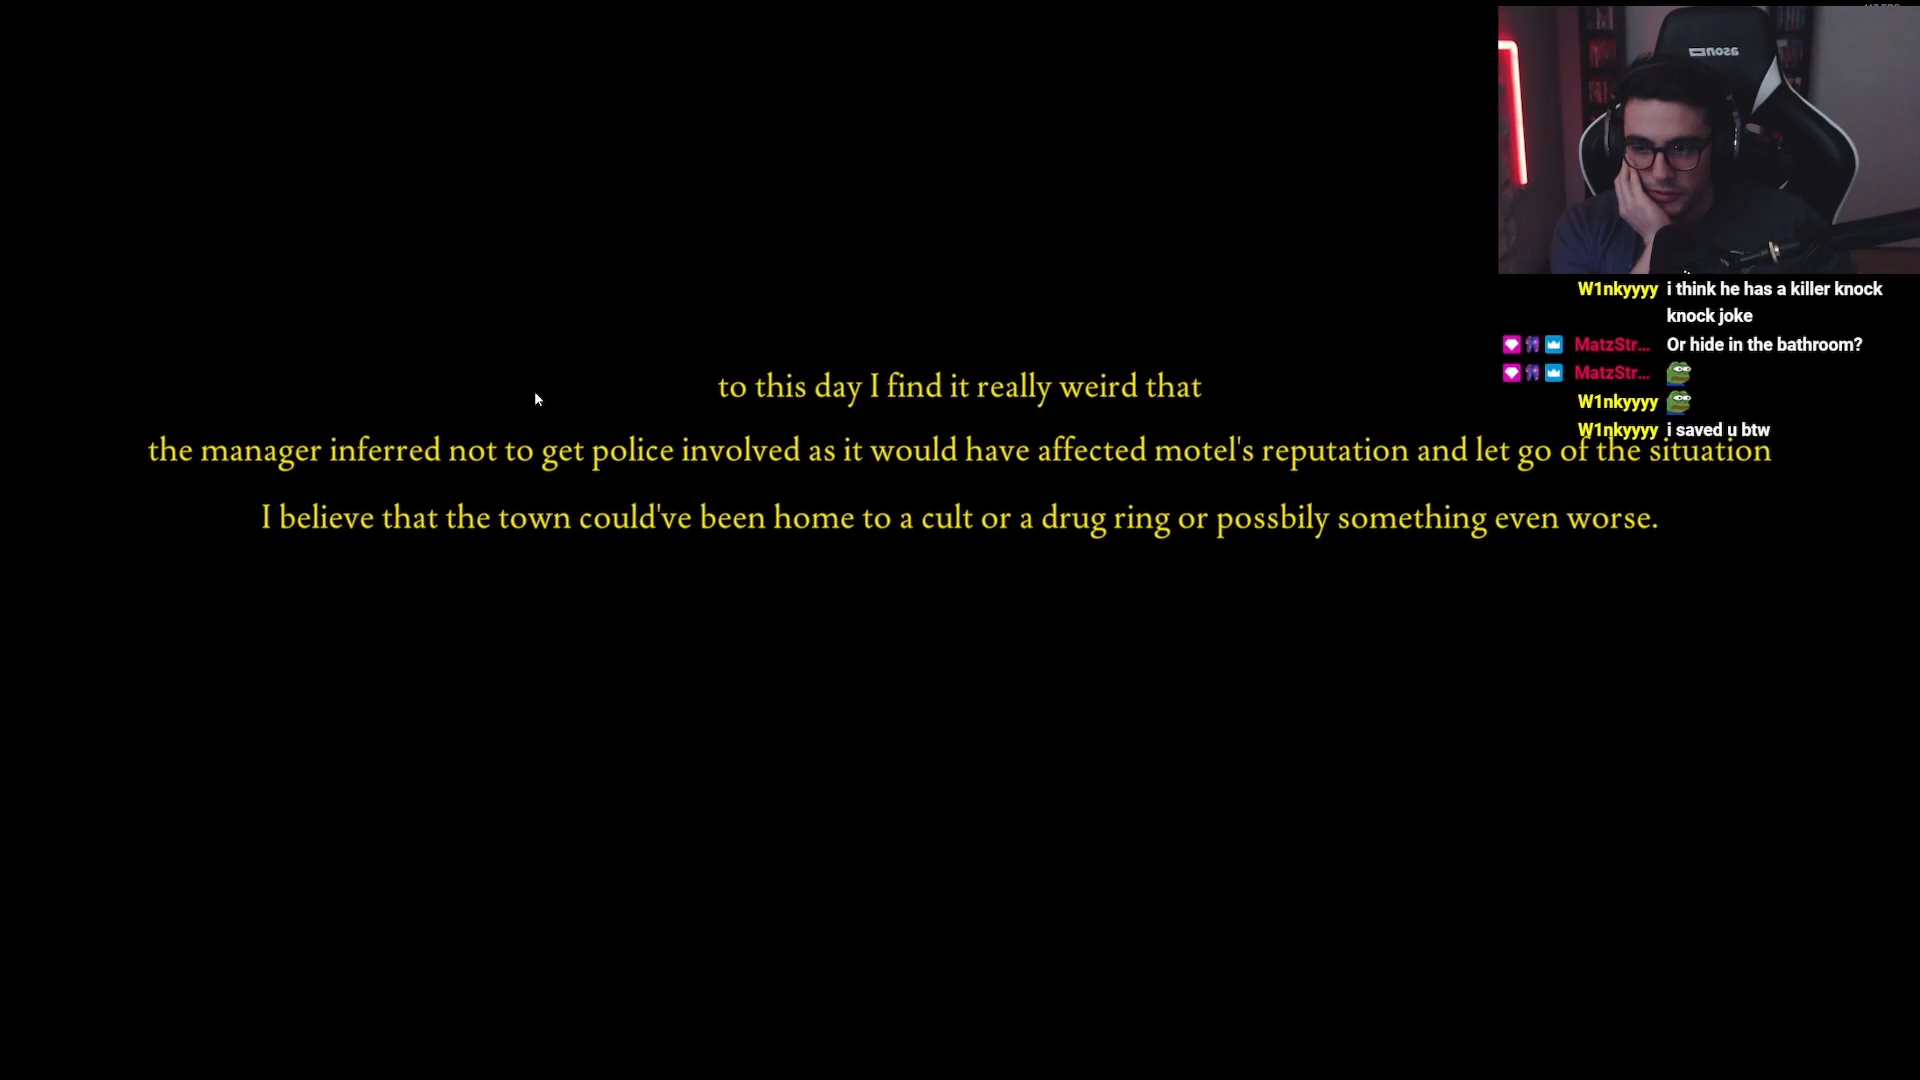 i think he has a killer knock
W1nkyyyy
knock joke
MatzStr... Or hide in the bathroom?
MatzStr...
W1nkyyyy
W1nkyyyy i saved u btw
to this day I find it really weird that
the manager inferred not to get police involved as it would have affected motel's reputation and let go of the situation
I believe that the town could've been home to a cult or a drug ring or possbily something even worse.